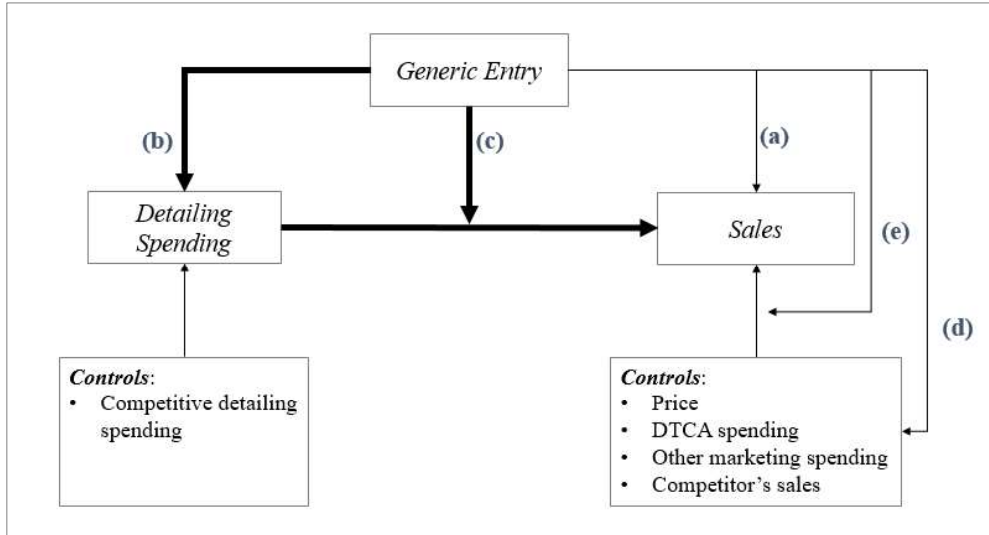 Generic Entry
(b)
(c)
(a)
Detailing
Spending
Sales
(e)
(d)
Controls:
• Competitive detailing
spending
Controls:
• Price
• DTCA spending
• Other marketing spending
• Competitor’s sales